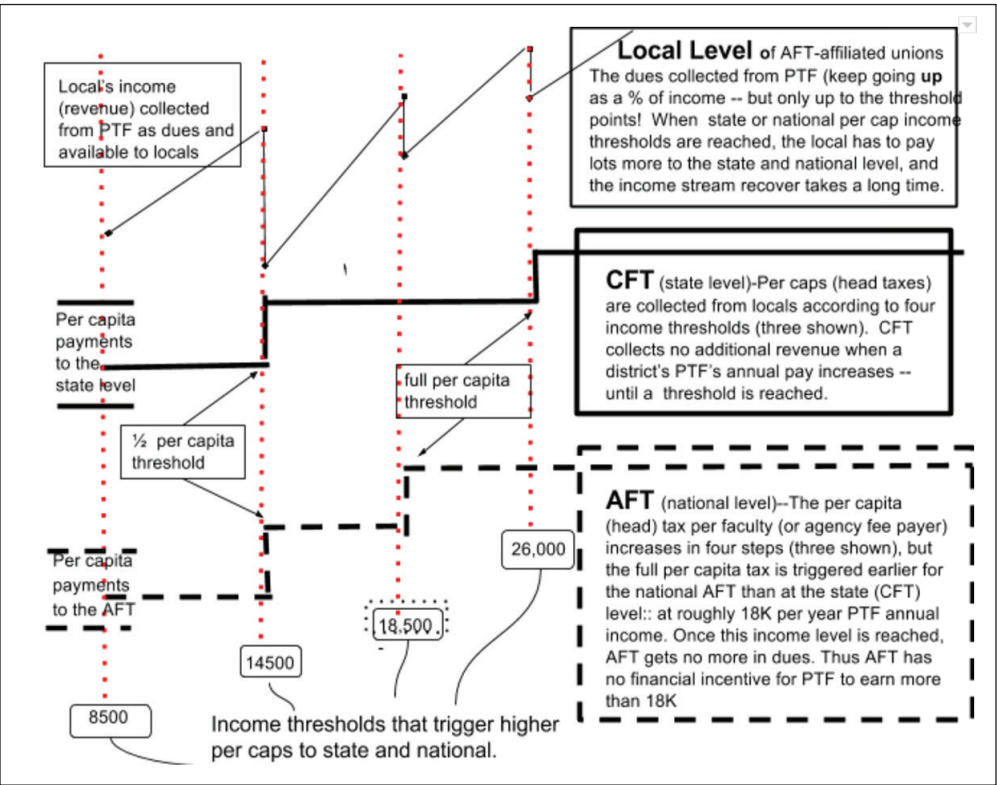 Local's income
(revenue) collected
from PTF as dues and
available to locals
Local Level of AFT-affiliated unions
The dues collected from PTF (keep going up
as a % of income -- but only up to the threshold
points! When state or national per cap income
thresholds are reached, the local has to pay
lots more to the state and national level, and
the income stream recover takes a long time.
Per capita
payments
to the
state level
CFT (state level)-Per caps (head taxes)
are collected from locals according to four
income thresholds (three shown). CFT
collects no additional revenue when a
district's PTF's annual pay increases --
until a threshold is reached.
full per capita
threshold
½ per capita
threshold
AFT (national level)--The per capita
(head) tax per faculty (or agency fee payer)
increases in four steps (three shown), but
the full per capita tax is triggered earlier for
the national AFT than at the state (CFT)
level:: at roughly 18K per year PTF annual
income. Once this income level is reached,
AFT gets no more in dues. Thus AFT has
no financial incentive for PTF to earn more
than 18K
Per capita
payments
to the AFT
26,000
18,500
14500
8500
Income thresholds that trigger higher
per caps to state and national.